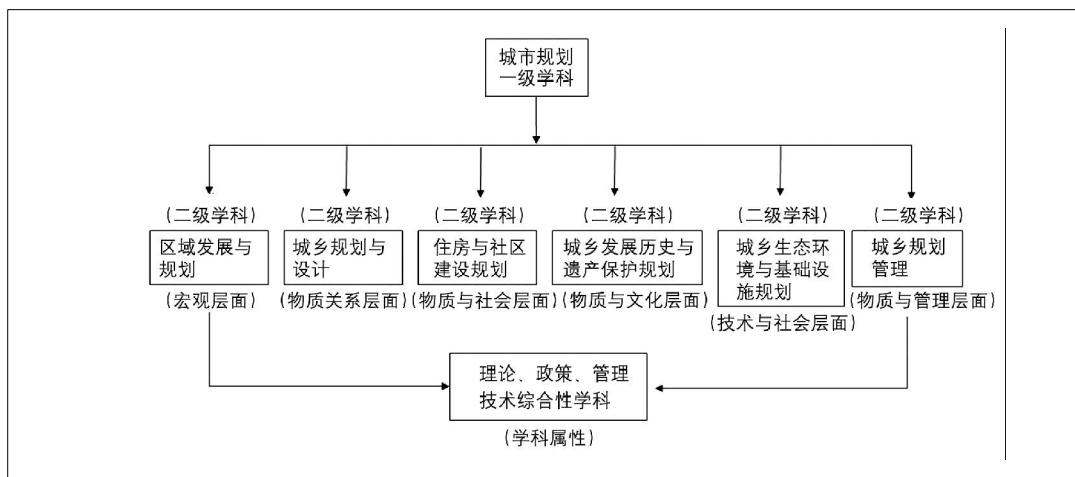 城市规划
一级学科
(二级学科)
(二级学科)
(二级学科)
(二级学科)
(二级学科)
(二级学科)
区域发展与
规划
城乡规划与
设计
住房与社区
建设规划
城乡发展历史与
遗产保护规划
城乡生态环
境与基础设
施规划
城乡规划
管理
(宏观层面)
(物质关系层面)
(物质与社会层面)
(物质与文化层面)
(技术与社会层面)
(物质与管理层面)
理论、政策、管理
技术综合性学科
(学科属性)